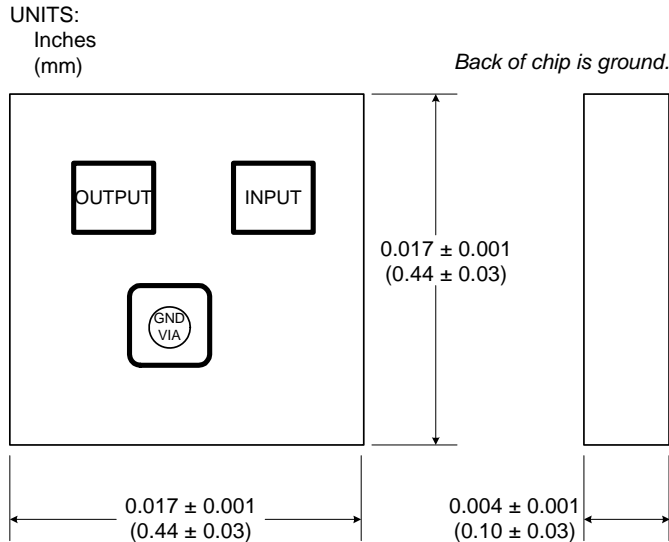 UNITS:
Inches
(mm)
Back of chip is ground.
OUTPUT
INPUT
0.017 ± 0.001
(0.44 ± 0.03)
GND
VIA
0.017 ± 0.001
(0.44 ± 0.03)
0.004 ± 0.001
(0.10 ± 0.03)